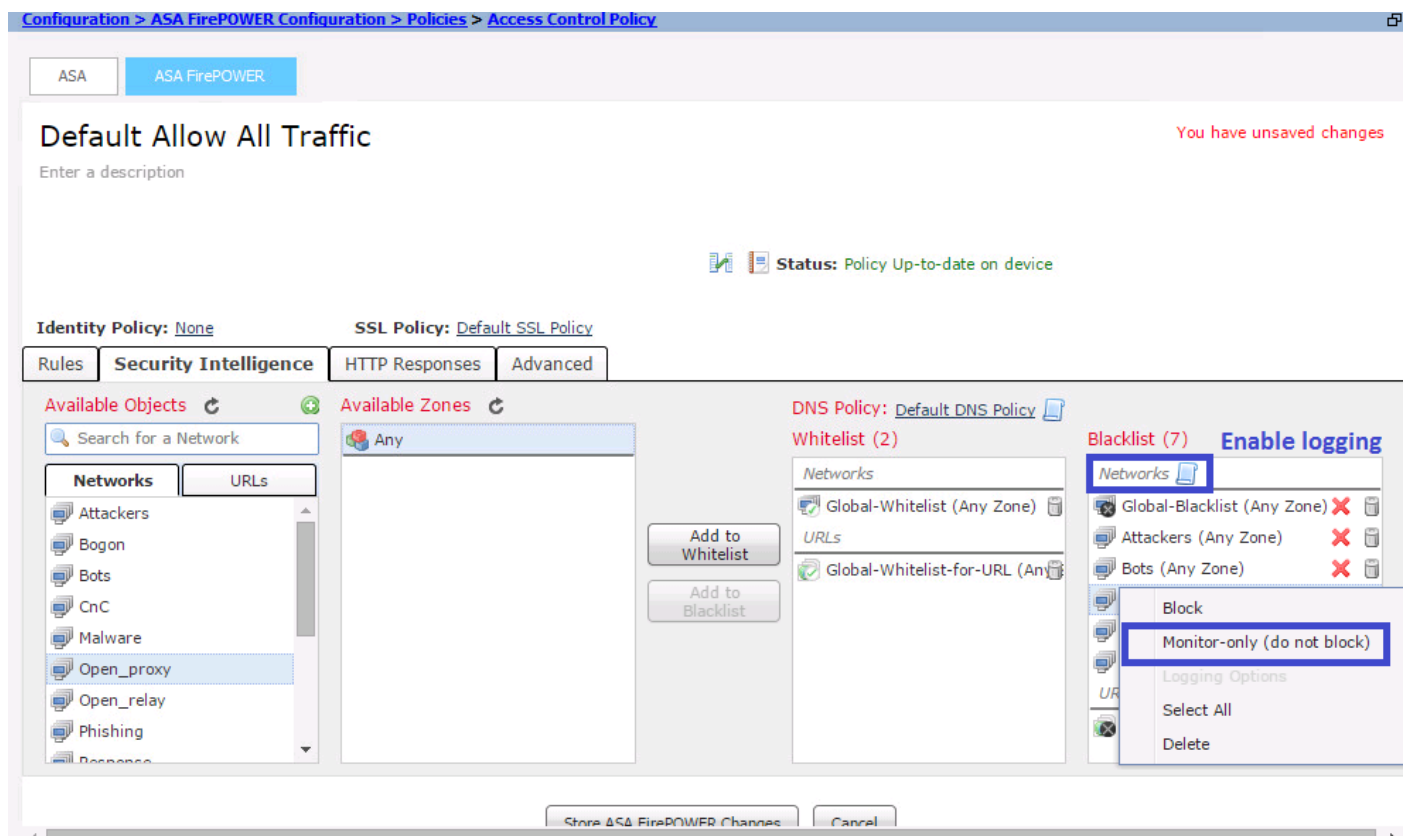 Configuration > ASA FirePOWER Configuration > Policies > Access Control Policy
ASA
ASA FirePOWER
Default Allow All Traffic
You have unsaved changes
Enter a description
Status: Policy Up-to-date on device
Identity Policy: None
SSL Policy: Default SSL Policy
Rules
Security Intelligence
HTTP Responses
Advanced
Available Objects
Search for a Network
Networks
URLs
Attackers
Bogon
Bots
CnC
Malware
Open_proxy
Open_relay
Phishing
Response
Available Zones
Any
Add to
Whitelist
Add to
Blacklist
DNS Policy: Default DNS Policy
Whitelist (2)
Networks
Global-Whitelist (Any Zone)
URLs
Global-Whitelist-for-URL (Any
Blacklist (7)
Enable logging
Networks
Global-Blacklist (Any Zone)
Attackers (Any Zone)
Bots (Any Zone)
UR
Block
Monitor-only (do not block)
Logging Options
Select All
Delete
Store ASA FirePOWER Changes
Cancel